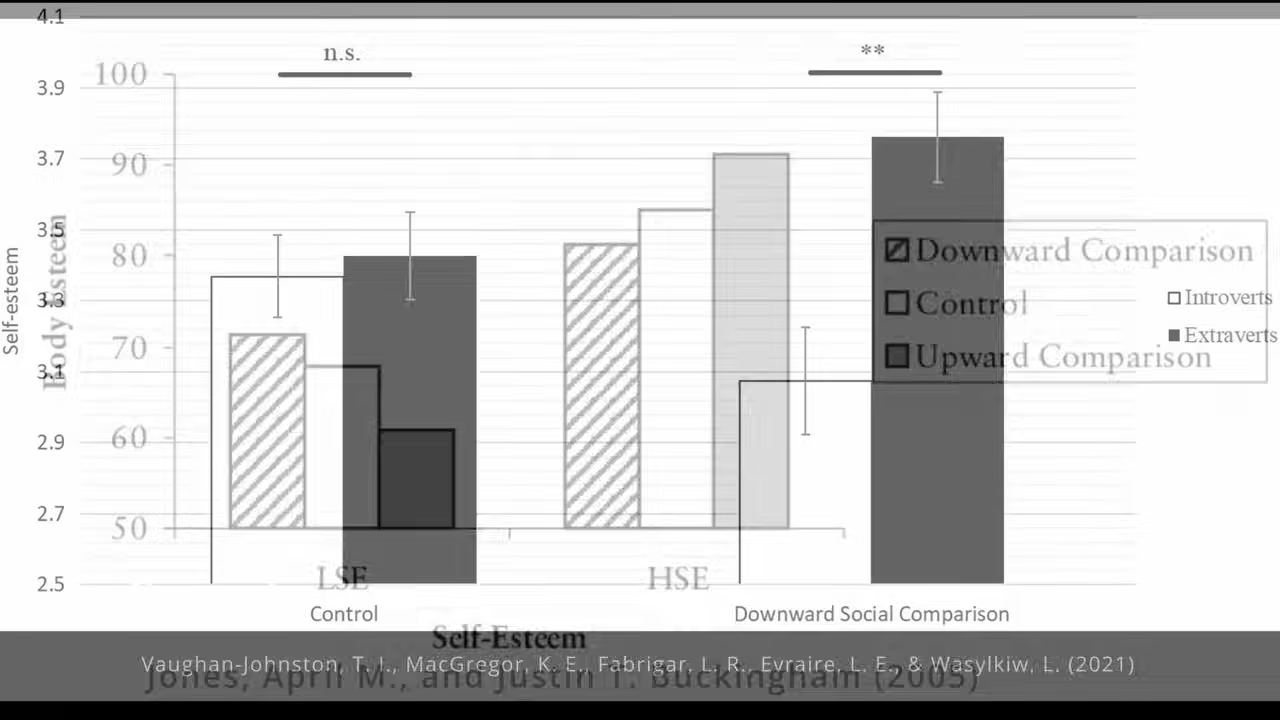 4.1
n.s.
**
100
3.9
90
3.7
3.5
80
3.3
70
3.1
60
2.9
2.7
50
2.5
Self-esteem
Body Esteem
Downward Comparison
Control
Upward Comparison
Introverts
Extraverts
LSE
HSE
Control
Downward Social Comparison
Self-Esteem
Vaughan-Johnston, T. I., MacGregor, K. E., Fabrigar, L. R., Evraire, L. E., & Wasylkiw, L. (2021)
Jones, April M., and Justin T. Buckingham (2005)